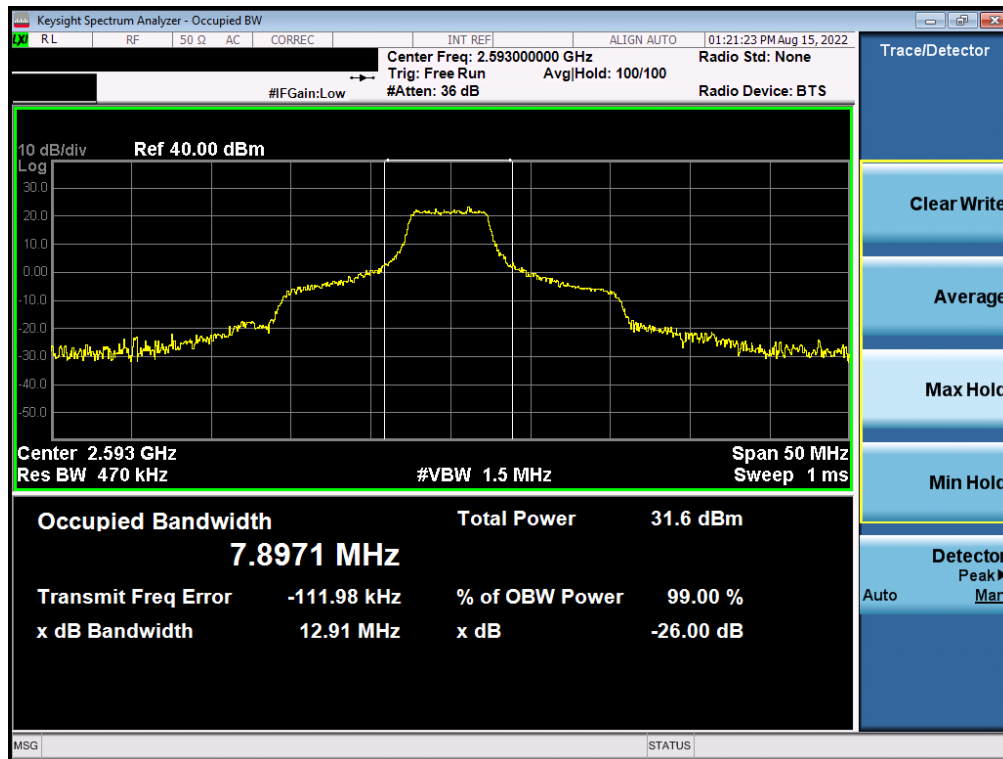 Keysight Spectrum Analyzer - Occupied BW
LXI RL RF 50 Ω AC CORREC INT REF ALIGN AUTO 01:21:23 PM Aug 15, 2022
Center Freq: 2.593000000 GHz Radio Std: None
Trig: Free Run Avg|Hold: 100/100
#IFGain:Low #Atten: 36 dB Radio Device: BTS
10 dB/div Ref 40.00 dBm
Log
30.0
20.0
10.0
0.00
-10.0
-20.0
-30.0
-40.0
-50.0
Center 2.593 GHz Span 50 MHz
Res BW 470 kHz #VBW 1.5 MHz Sweep 1 ms
Occupied Bandwidth Total Power 31.6 dBm
7.8971 MHz
Transmit Freq Error -111.98 kHz % of OBW Power 99.00 %
x dB Bandwidth 12.91 MHz x dB -26.00 dB
MSG STATUS
Trace/Detector
Clear Write
Average
Max Hold
Min Hold
Detector
Peak▶
Auto Man